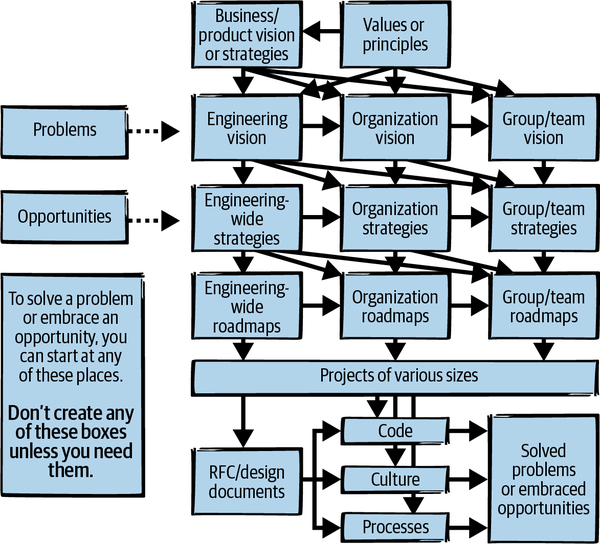 Business/
product vision
or strategies
Values or
principles
Problems
Engineering
vision
Organization
vision
Group/team
vision
Opportunities
Engineering-
wide
strategies
Organization
strategies
Group/team
strategies
To solve a problem
or embrace an
opportunity, you
can start at any
of these places.
Don’t create any
of these boxes
unless you need
them.
Engineering-
wide
roadmaps
Organization
roadmaps
Group/team
roadmaps
Projects of various sizes
RFC/design
documents
Code
Culture
Processes
Solved
problems
or embraced
opportunities